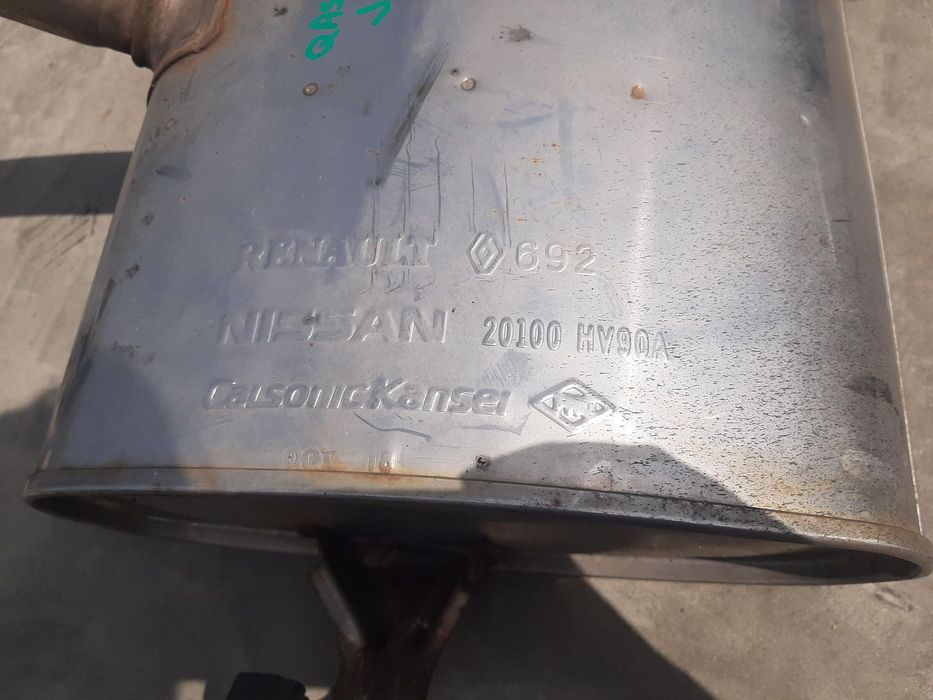 RENAULT 692
NISSAN 20100 HV90A
CalsonicKansei